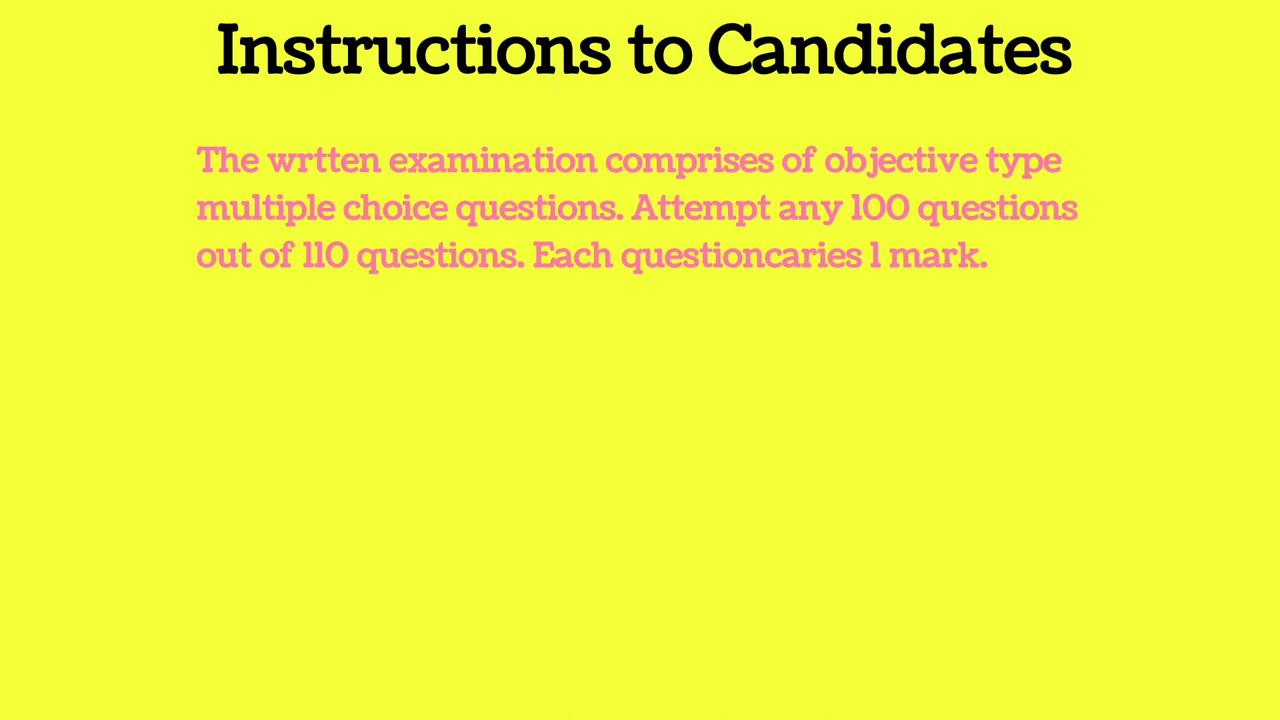 Instructions to Candidates
The wrtten examination comprises of objective type
multiple choice questions. Attempt any 100 questions
out of 110 questions. Each questioncaries 1 mark.